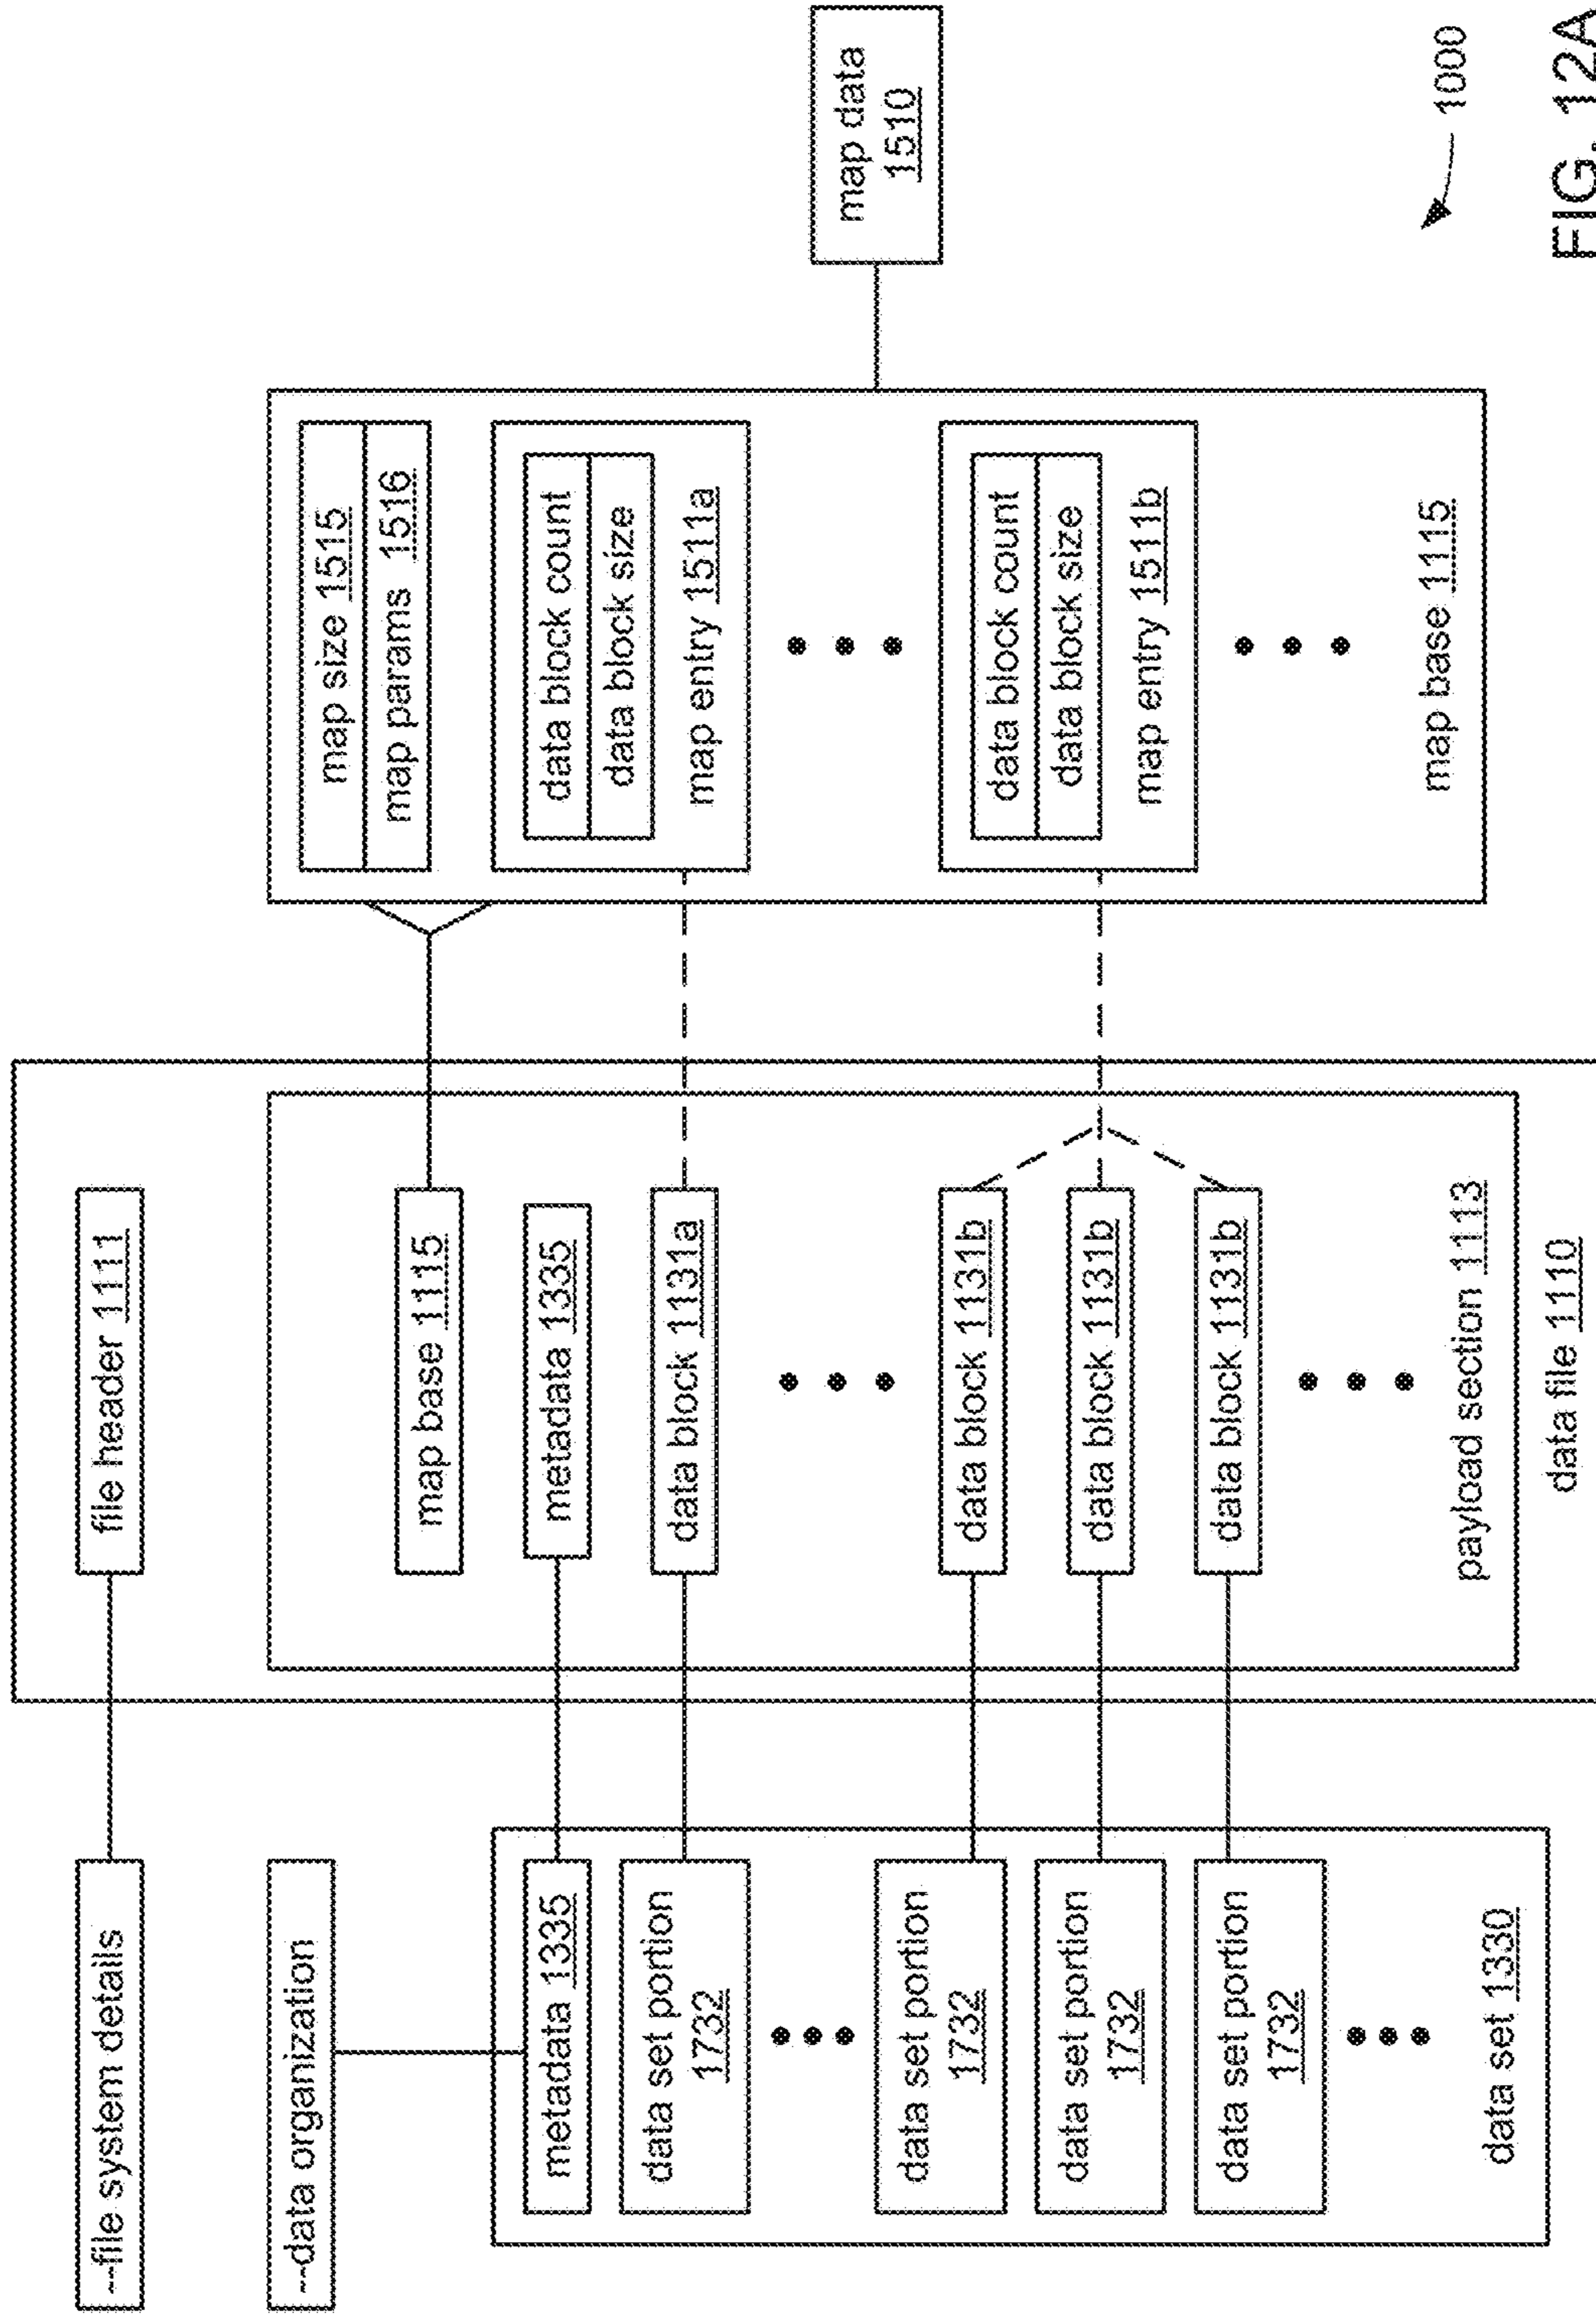 --file system details
--data organization
metadata 1335
data set portion
1732
data set portion
1732
data set portion
1732
data set portion
1732
data set 1330
file header 1111
map base 1115
metadata 1335
data block 1131a
data block 1131b
data block 1131b
data block 1131b
payload section 1113
data file 1110
map size 1515
map params 1516
data block count
data block size
map entry 1511a
data block count
data block size
map entry 1511b
map base 1115
map data
1510
1000
FIG. 12A